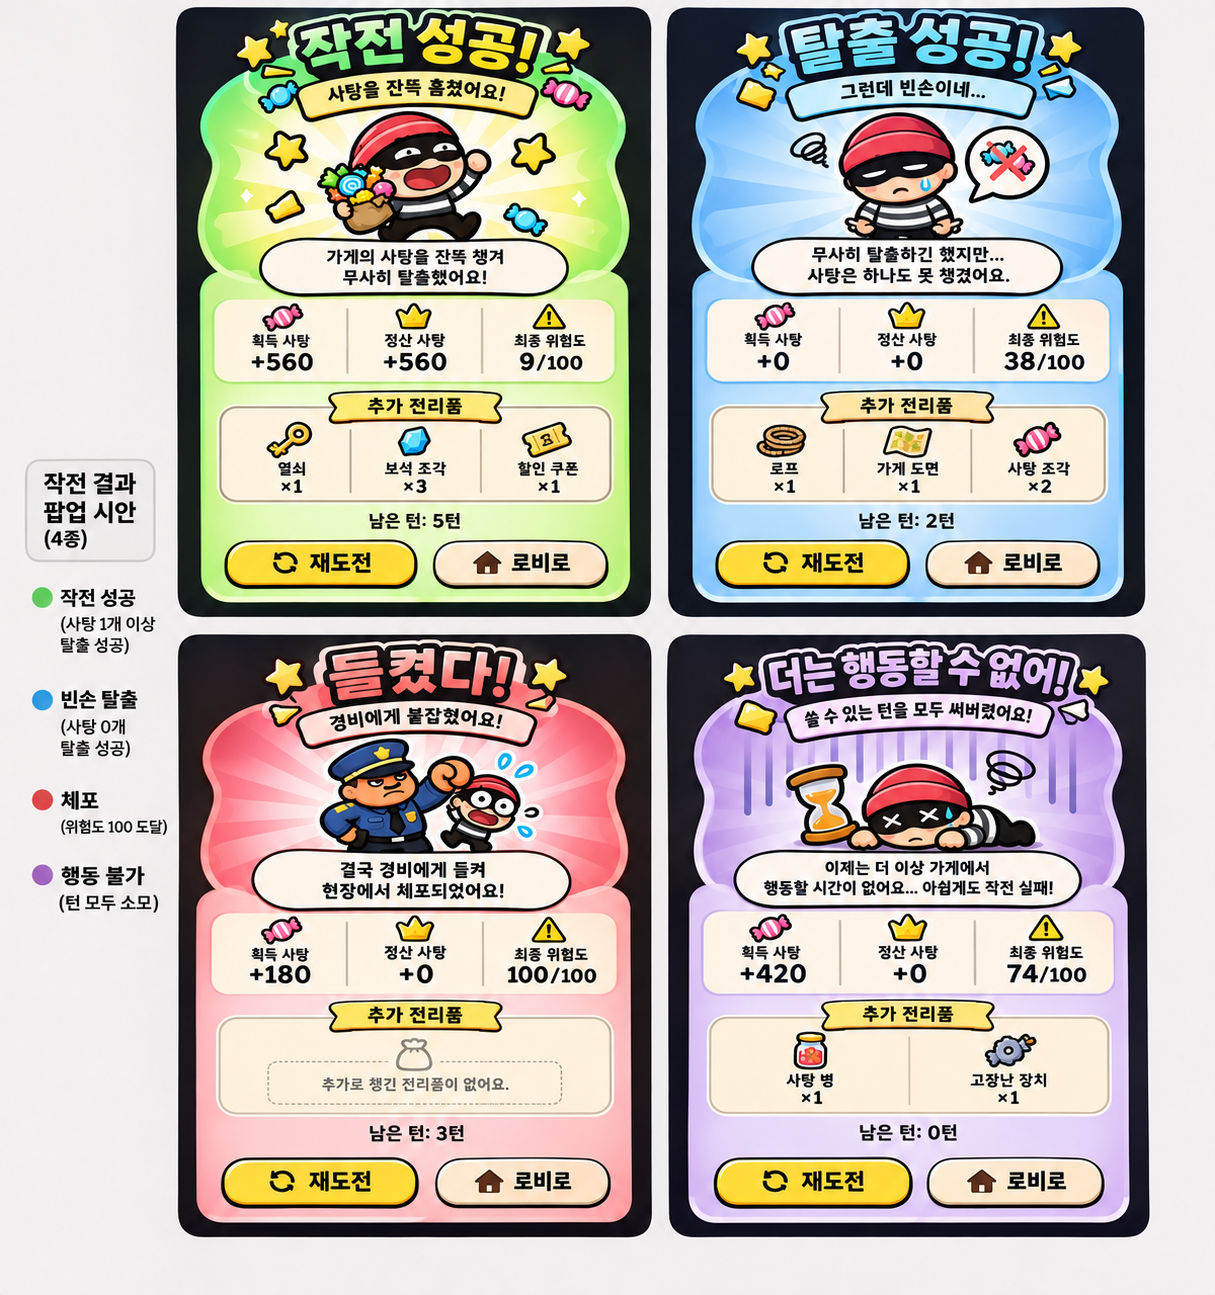 작전 결과
팝업 시안
(4종)
작전 성공
(사탕 1개 이상
탈출 성공)
빈손 탈출
(사탕 0개
탈출 성공)
체포
(위험도 100 도달)
행동 불가
(턴 모두 소모)
작전 성공!
사탕을 잔뜩 훔쳤어요!
가게의 사탕을 잔뜩 챙겨
무사히 탈출했어요!
획득 사탕
+560
정산 사탕
+560
최종 위험도
9/100
추가 전리품
열쇠
×1
보석 조각
×3
할인 쿠폰
×1
남은 턴: 5턴
재도전
로비로
탈출 성공!
그런데 빈손이네...
무사히 탈출하긴 했지만...
사탕은 하나도 못 챙겼어요.
획득 사탕
+0
정산 사탕
+0
최종 위험도
38/100
추가 전리품
로프
×1
가게 도면
×1
사탕 조각
×2
남은 턴: 2턴
재도전
로비로
들켰다!
경비에게 붙잡혔어요!
결국 경비에게 들켜
현장에서 체포되었어요!
획득 사탕
+180
정산 사탕
+0
최종 위험도
100/100
추가 전리품
추가로 챙긴 전리품이 없어요.
남은 턴: 3턴
재도전
로비로
더는 행동할 수 없어!
쓸 수 있는 턴을 모두 써버렸어요!
이제는 더 이상 가게에서
행동할 시간이 없어요... 아쉽게도 작전 실패!
획득 사탕
+420
정산 사탕
+0
최종 위험도
74/100
추가 전리품
사탕 병
×1
고장난 장치
×1
남은 턴: 0턴
재도전
로비로